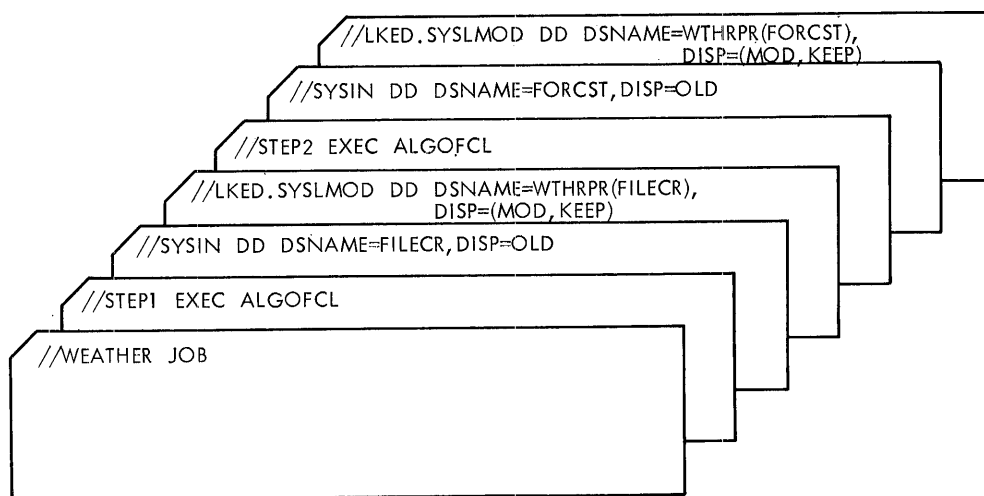 //LKED.SYSLMOD DD DSNAME=WTHRPR(FORCST),
DISP=(MOD,KEEP)
//SYSIN DD DSNAME=FORCST,DISP=OLD
//STEP2 EXEC ALGOFCL
//LKED.SYSLMOD DD DSNAME=WTHRPR(FILECR),
DISP=(MOD,KEEP)
//SYSIN DD DSNAME=FILECR,DISP=OLD
//STEP1 EXEC ALGOFCL
//WEATHER JOB